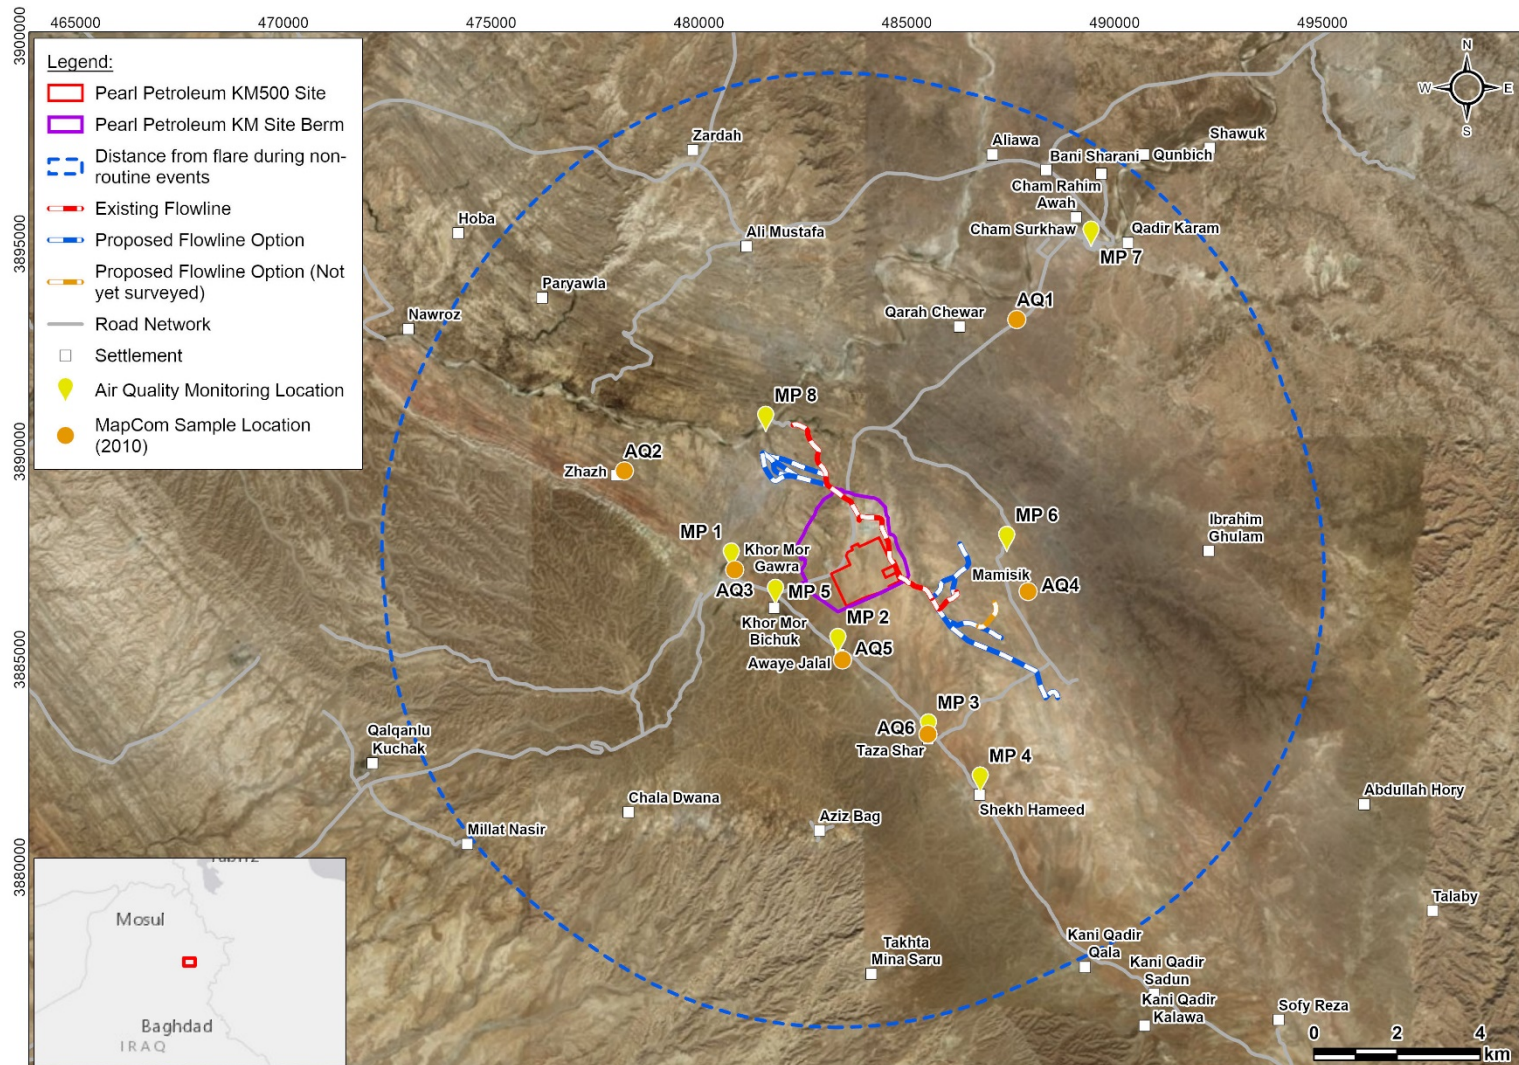 465000
470000
475000
480000
485000
490000
495000
3900000
3895000
3890000
3885000
3880000
Legend:
Pearl Petroleum KM500 Site
Pearl Petroleum KM Site Berm
Distance from flare during non-
routine events
Existing Flowline
Proposed Flowline Option
Proposed Flowline Option (Not
yet surveyed)
Road Network
Settlement
Air Quality Monitoring Location
MapCom Sample Location
(2010)
N
W
E
S
Zardah
Aliawa
Shawuk
Bani Sharani
Qunbich
Cham Rahim
Awah
Hoba
Ali Mustafa
Cham Surkhaw
Qadir Karam
MP 7
Paryawla
AQ1
Nawroz
Qarah Chewar
MP 8
AQ2
Zhazh
MP 1
Khor Mor
Gawra
MP 6
Ibrahim
Ghulam
Mamisik
AQ3
MP 5
AQ4
Khor Mor
Bichuk
MP 2
AQ5
Awaye Jalal
MP 3
AQ6
Taza Shar
Qalqanlu
Kuchak
MP 4
Shekh Hameed
Chala Dwana
Aziz Bag
Abdullah Hory
Millat Nasir
Talaby
Kani Qadir
Qala
Takhta
Mina Saru
Kani Qadir
Sadun
Kani Qadir
Kalawa
Sofy Reza
Mosul
Baghdad
IRAQ
0
2
4
km